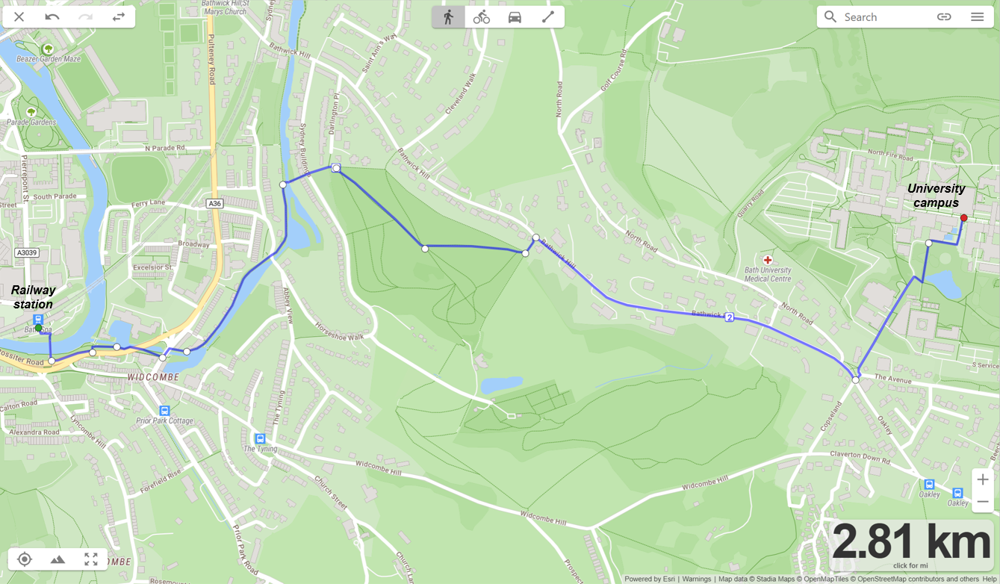 Bathwick Hill, St
Marys Church
Sydney
Search
Beazer Garden Maze
Pulteney Road
Bathwick Hill
Saint Ann's Way
Golf Course Rd
Cleveland Walk
North Road
Darlington Pl.
Parade Gardens
Sydney Buildings
N Parade Rd.
Pierrepont St.
North Fire Road
Bathwick Hill
University
campus
South Parade
Street
Ferry Lane
A36
Quarry Road
A3039
Broadway
Excelsior St.
Bathwick Hill
North Road
Bath University
Medical Centre
Railway
station
Abbey View
Bath Spa
Bathwick
2
North Road
Horseshoe Walk
Rossiter Road
WIDCOMBE
S Service
The Avenue
Calton Road
Prior Park Cottage
The Tyning
Copseland
Oakley
Alexandra Road
Lyncombe Hill
The Tyning
Claverton Down Rd
Beech
Widcombe Hill
Forefield Rise
Church Street
Widcombe Hill
Oakley
Oakley
Widcombe Hill
Prior Park Road
2.81 km
click for mi
COMBE
Church Lane
Prospect
Rosemount
Powered by Esri | Warnings | Map data © Stadia Maps © OpenMapTiles © OpenStreetMap contributors and others Help